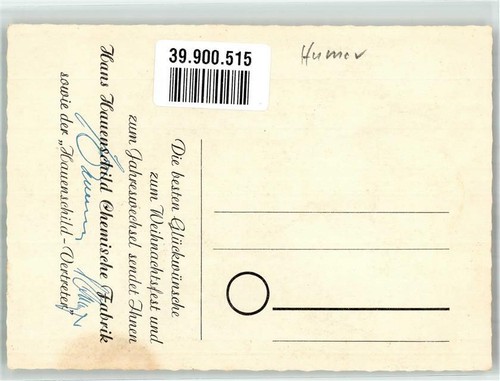 39.900.515
Humor
Die besten Glückwünsche
zum Weihnachtsfest und
zum Jahreswechsel sendet Ihnen
Hans Hauenschild Chemische Fabrik
sowie der „Hauenschild-Vertreter”